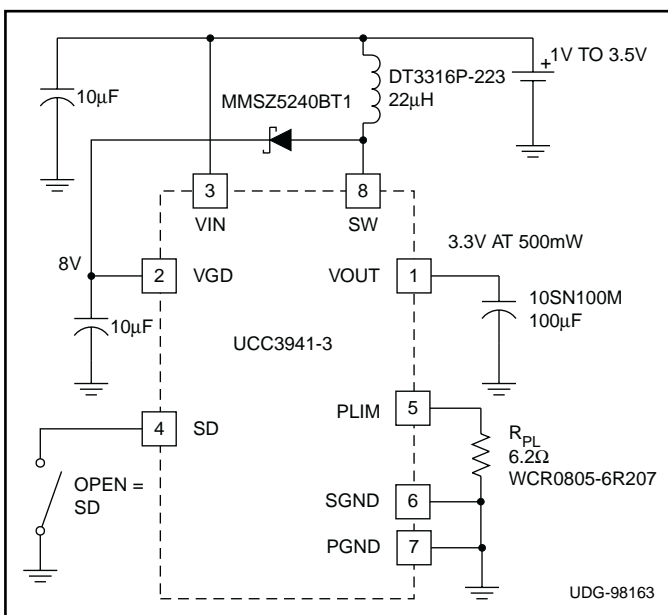 1V TO 3.5V
+
DT3316P-223
22µH
10µF
MMSZ5240BT1
3
8
VIN
SW
3.3V AT 500mW
8V
2
VGD
VOUT
1
10SN100M
100µF
10µF
UCC3941-3
PLIM
5
4
SD
RPL
6.2Ω
WCR0805-6R207
OPEN =
SD
SGND
6
PGND
7
UDG-98163